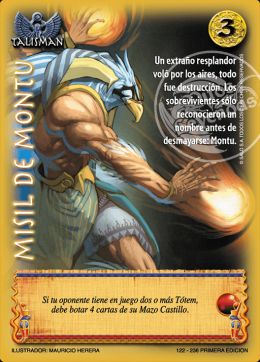 TALISMAN
3
MISIL DE MONTU
Un extraño resplandor
voló por los aires, todo
fue destrucción. Los
sobrevivientes sólo
reconocieron un
nombre antes de
desmayarse: Montu.
Si tu oponente tiene en juego dos o más Tótem,
debe botar 4 cartas de su Mazo Castillo.
ILUSTRADOR: MAURICIO HERERA
122 - 236 PRIMERA EDICION